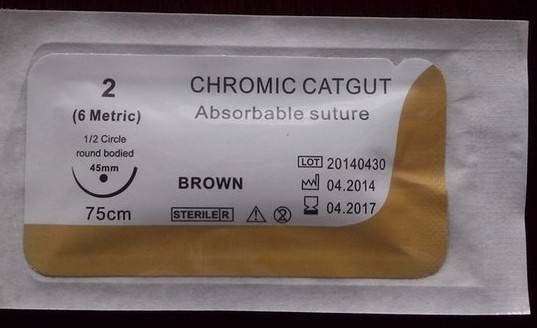 2
(6 Metric)
1/2 Circle
round bodied
45mm
75cm
CHROMIC CATGUT
Absorbable suture
BROWN
STERILE R
LOT 20140430
04.2014
04.2017